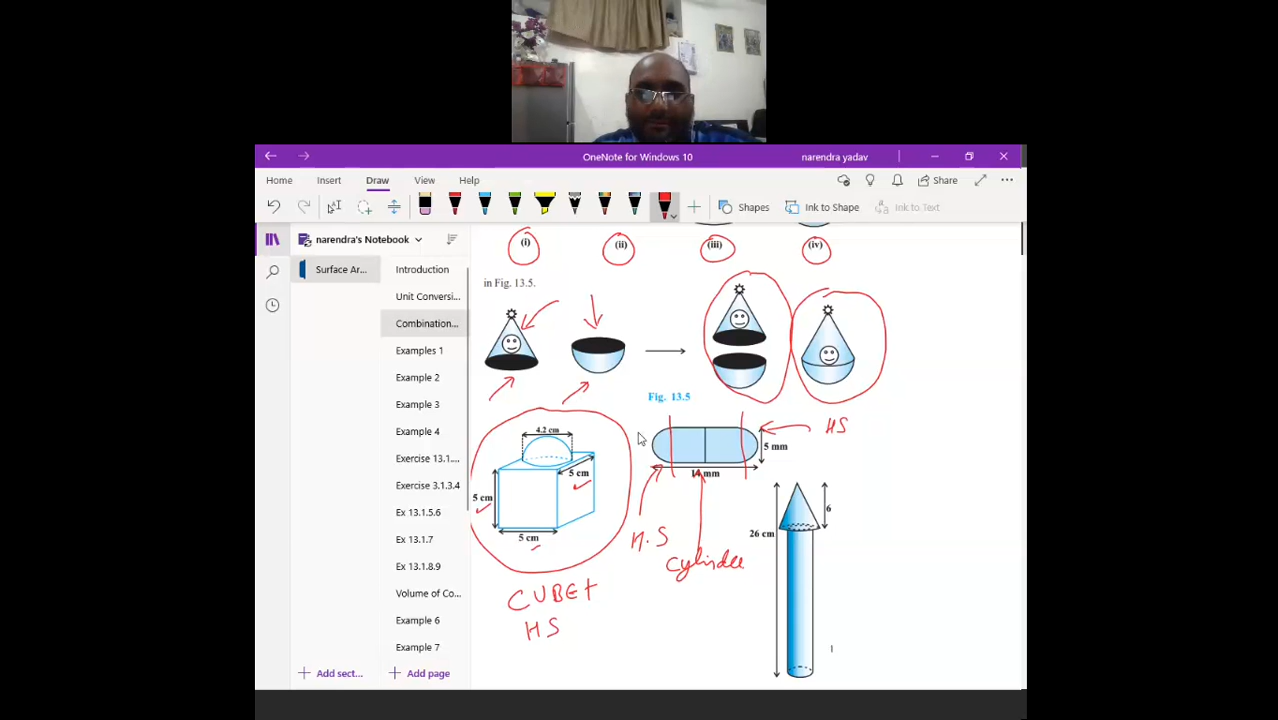 OneNote for Windows 10
narendra yadav
Home Insert Draw View Help
Share
Shapes
Ink to Shape
Ink to Text
narendra's Notebook
Surface Ar...
Introduction
Unit Conversi...
Combination...
Examples 1
Example 2
Example 3
Example 4
Exercise 13.1....
Exercise 3.1.3.4
Ex 13.1.5.6
Ex 13.1.7
Ex 13.1.8.9
Volume of Co...
Example 6
Example 7
Add sect...
Add page
(i) (ii) (iii) (iv)
in Fig. 13.5.
Fig. 13.5
4.2 cm
5 cm
5 cm
5 cm
CUBE+
HS
HS
5 mm
14 mm
H.S
Cylinder
26 cm
6
1